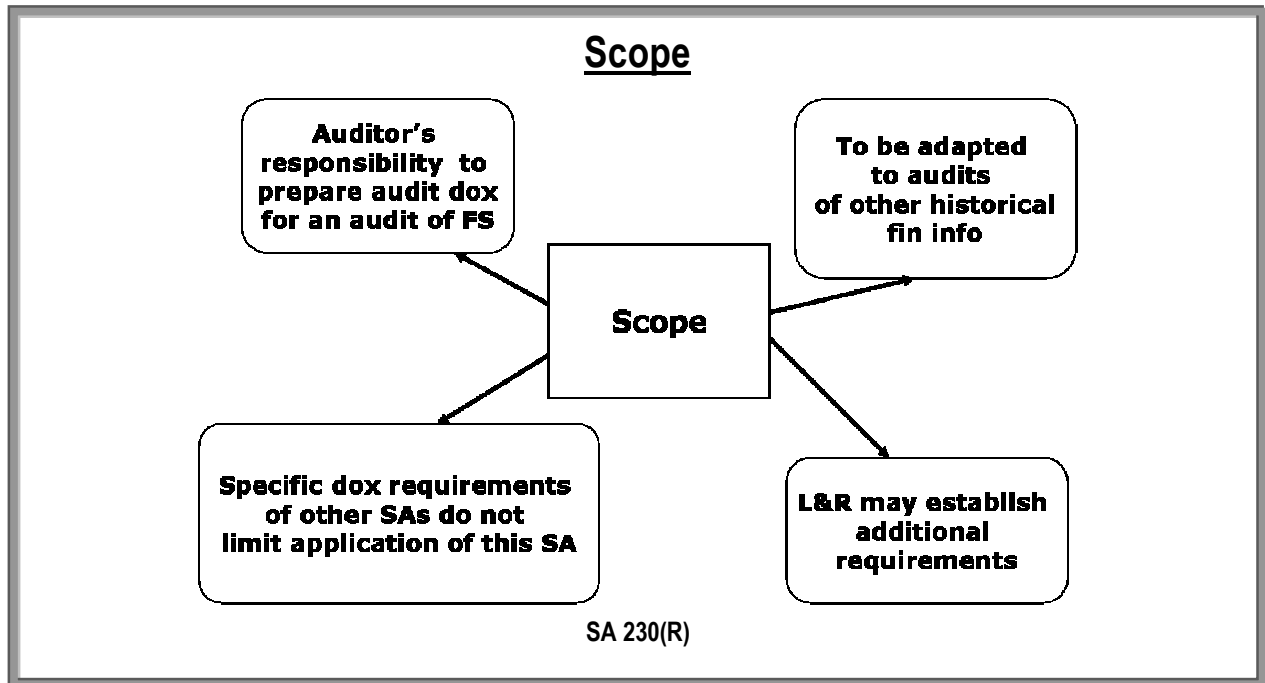 Scope
Auditor's
responsibility to
prepare audit dox
for an audit of FS
To be adapted
to audits
of other historical
fin info
Scope
Specific dox requirements
of other SAs do not
limit application of this SA
L&R may establish
additional
requirements
SA 230(R)